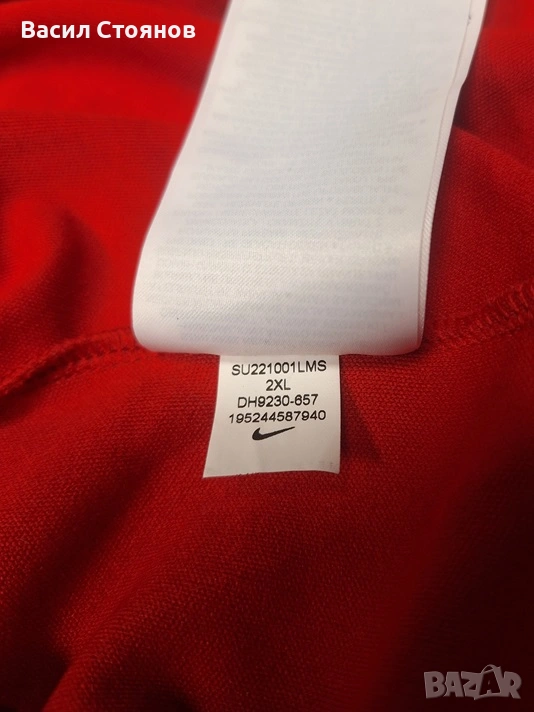 Васил Стоянов
SU221001LMS
2XL
DH9230-657
195244587940
BAZAR